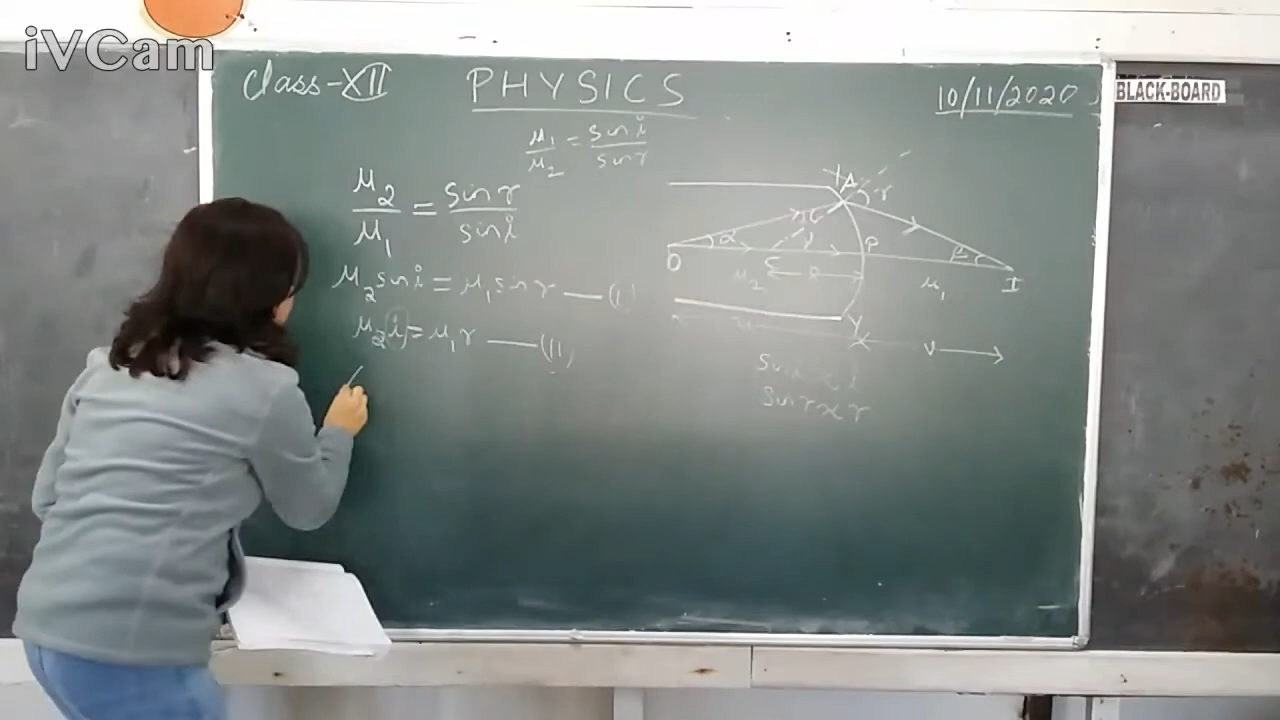 iVCam
Class-XII
PHYSICS
10/11/2020
BLACK-BOARD
μ1/μ2 = sin i/sin r
μ2/μ1 = sin r/sin i
μ2 sin i = μ1 sin r — (I)
μ2 i = μ1 r — (II)
A
r
i
α
γ
P
β
O
C
μ2
R
μ1
I
u
Y
X
v
sin r ∝ r